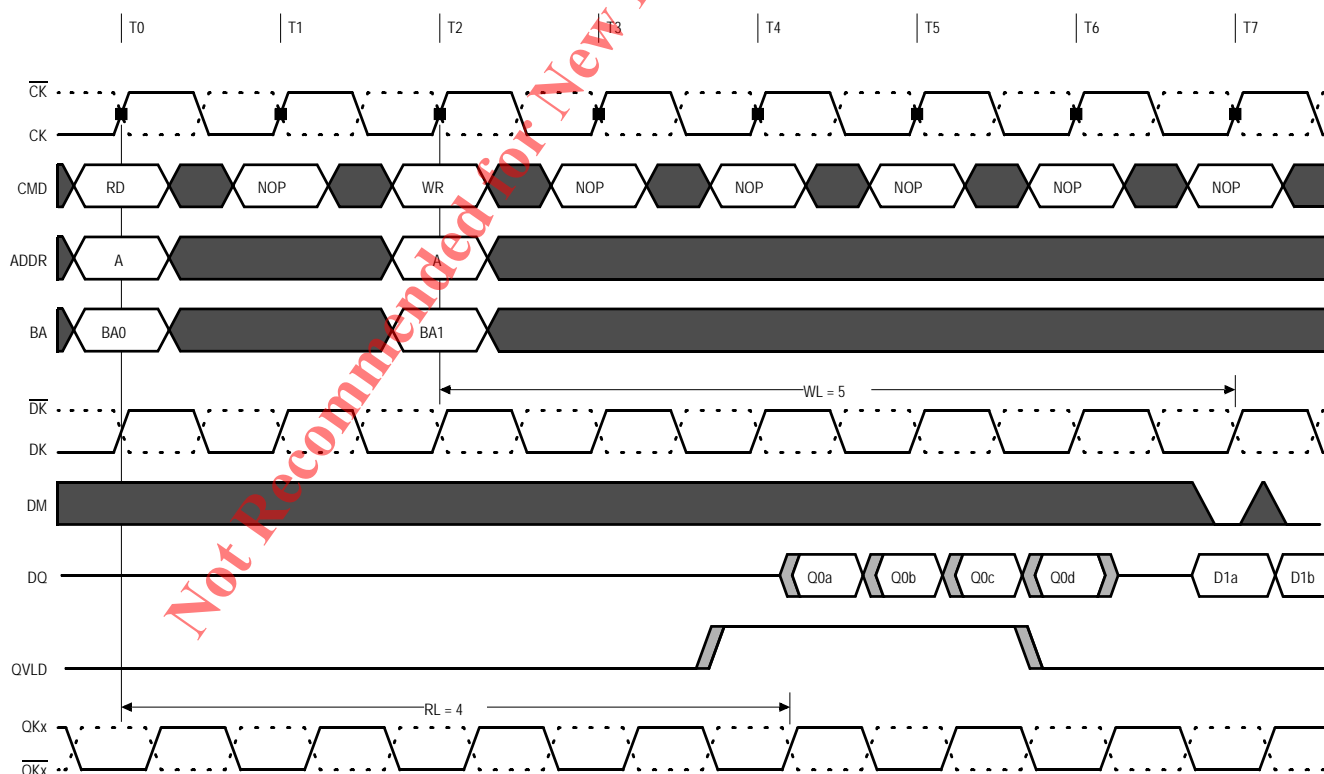 T0 T1 T2 T3 T4 T5 T6 T7
CK
CK
CMD RD NOP WR NOP NOP NOP NOP NOP
ADDR A A
BA BA0 BA1
WL = 5
DK
DK
DM
DQ Q0a Q0b Q0c Q0d D1a D1b
QVLD
RL = 4
QKx
QKx
Not Recommended for New